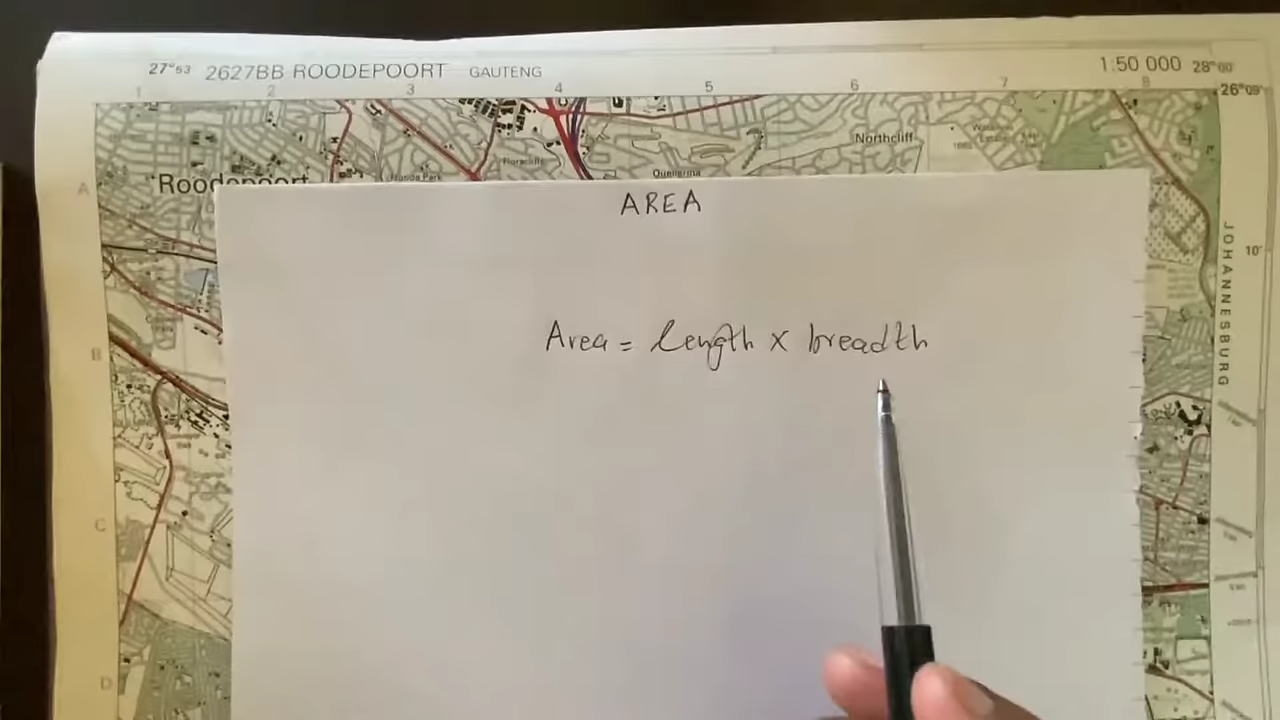 27°53' 2627BB ROODEPOORT GAUTENG 1:50 000 28°00'
1 2 3 4 5 6 7 8 26°09'
Northcliff
Quellerina
A Roodepoort
AREA
JOHANNESBURG
10'
B Area = length x breadth
C
D